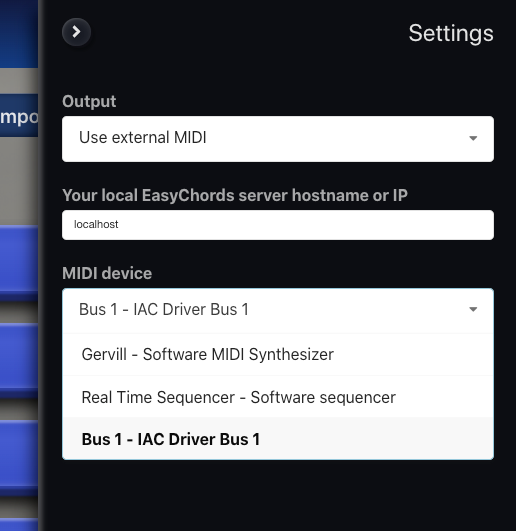 Settings
mpo
Output
Use external MIDI
Your local EasyChords server hostname or IP
localhost
MIDI device
Bus 1 - IAC Driver Bus 1
Gervill - Software MIDI Synthesizer
Real Time Sequencer - Software sequencer
Bus 1 - IAC Driver Bus 1